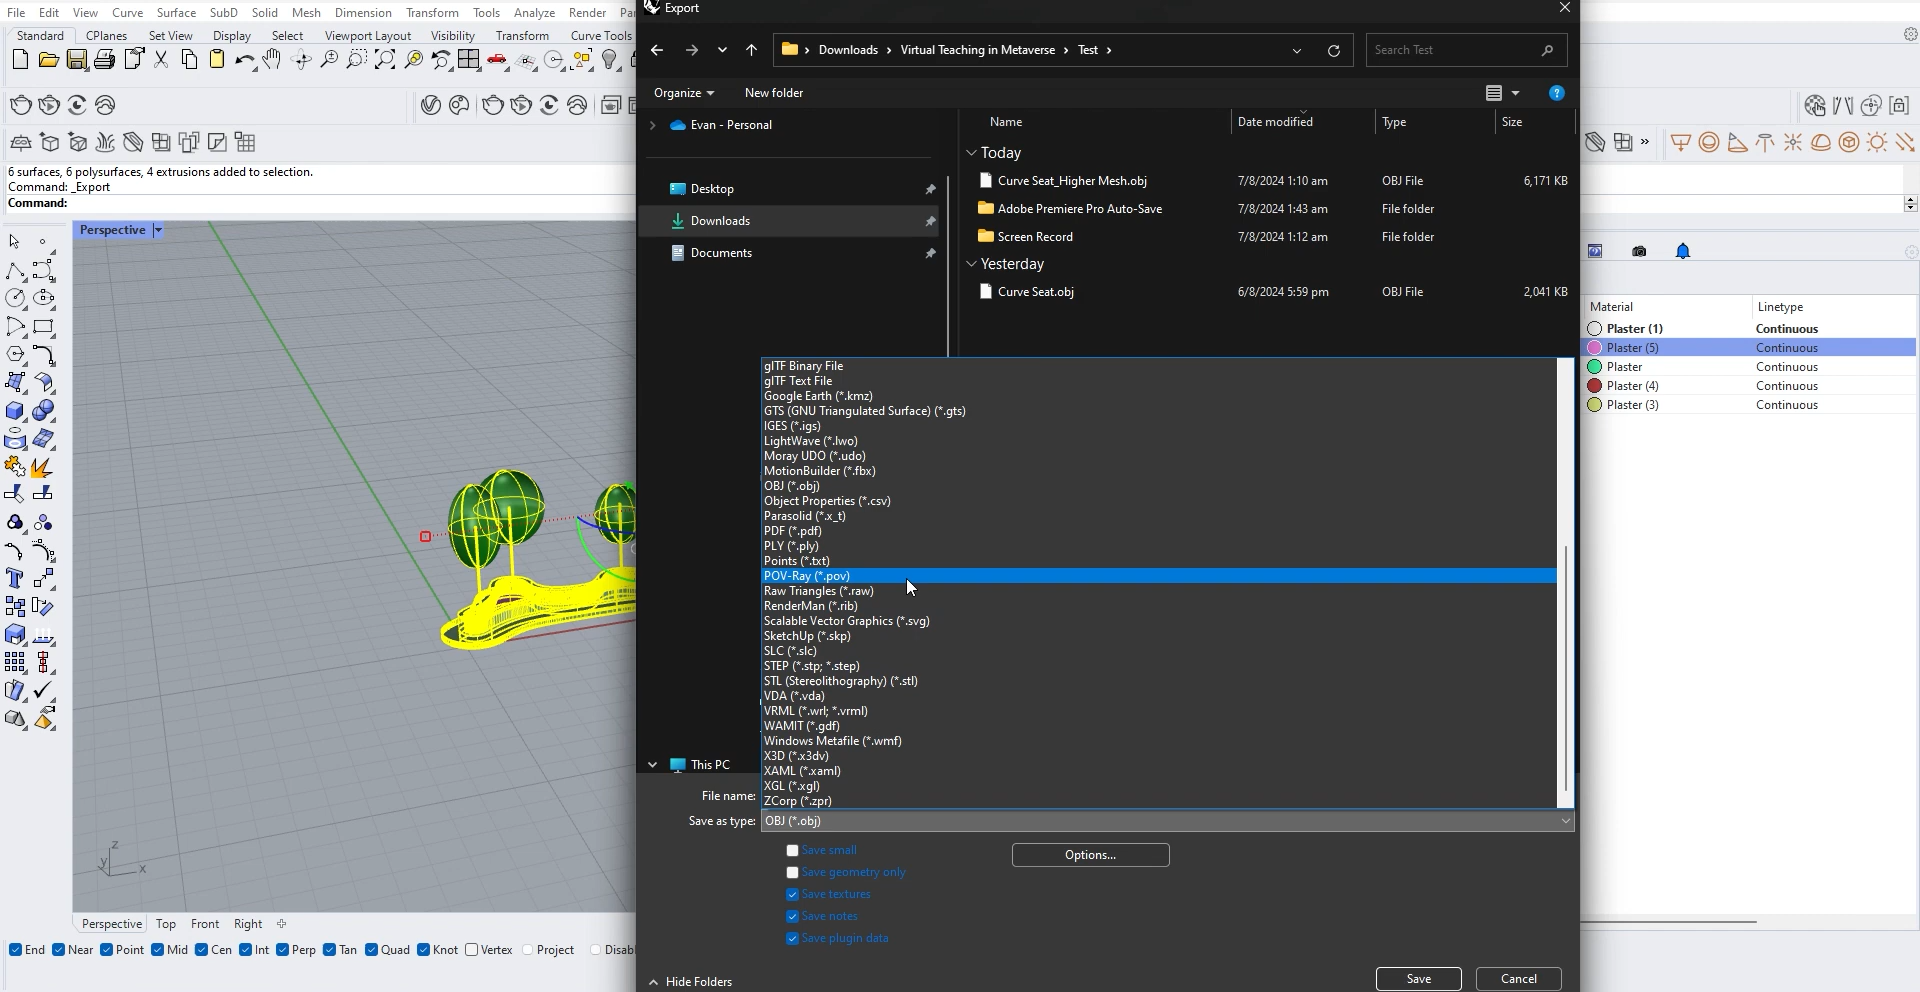 File Edit View Curve Surface SubD Solid Mesh Dimension Transform Tools Analyze Render
Standard CPlanes Set View Display Select Viewport Layout Visibility Transform Curve Tools
6 surfaces, 6 polysurfaces, 4 extrusions added to selection.
Command: _Export
Command:
Perspective
z
y
x
Perspective Top Front Right
End Near Point Mid Cen Int Perp Tan Quad Knot Vertex Project
Export
Downloads > Virtual Teaching in Metaverse > Test >
Search Test
Organize New folder
Evan - Personal
Desktop
Downloads
Documents
This PC
Name Date modified Type Size
Today
Curve Seat_Higher Mesh.obj 7/8/2024 1:10 am OBJ File 6,171 KB
Adobe Premiere Pro Auto-Save 7/8/2024 1:43 am File folder
Screen Record 7/8/2024 1:12 am File folder
Yesterday
Curve Seat.obj 6/8/2024 5:59 pm OBJ File 2,041 KB
glTF Binary File
glTF Text File
Google Earth (*.kmz)
GTS (GNU Triangulated Surface) (*.gts)
IGES (*.igs)
LightWave (*.lwo)
Moray UDO (*.udo)
MotionBuilder (*.fbx)
OBJ (*.obj)
Object Properties (*.csv)
Parasolid (*.x_t)
PDF (*.pdf)
PLY (*.ply)
Points (*.txt)
POV-Ray (*.pov)
Raw Triangles (*.raw)
RenderMan (*.rib)
Scalable Vector Graphics (*.svg)
SketchUp (*.skp)
SLC (*.slc)
STEP (*.stp; *.step)
STL (Stereolithography) (*.stl)
VDA (*.vda)
VRML (*.wrl; *.vrml)
WAMIT (*.gdf)
Windows Metafile (*.wmf)
X3D (*.x3dv)
XAML (*.xaml)
XGL (*.xgl)
ZCorp (*.zpr)
File name:
Save as type: OBJ (*.obj)
Save small
Save geometry only
Save textures
Save notes
Save plugin data
Options...
Hide Folders
Save Cancel
Material Linetype
Plaster (1) Continuous
Plaster (5) Continuous
Plaster Continuous
Plaster (4) Continuous
Plaster (3) Continuous